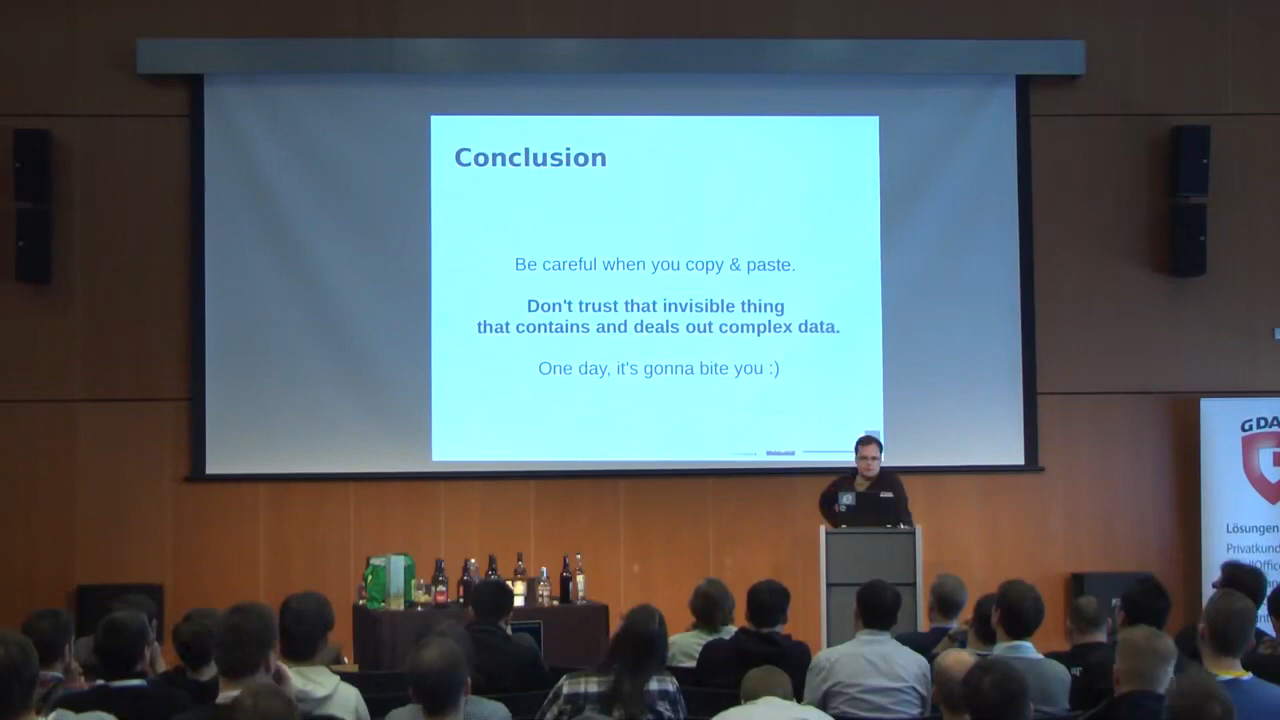 Conclusion
Be careful when you copy & paste.
Don't trust that invisible thing
that contains and deals out complex data.
One day, it's gonna bite you :)
G DA
Lösungen
Privatkund